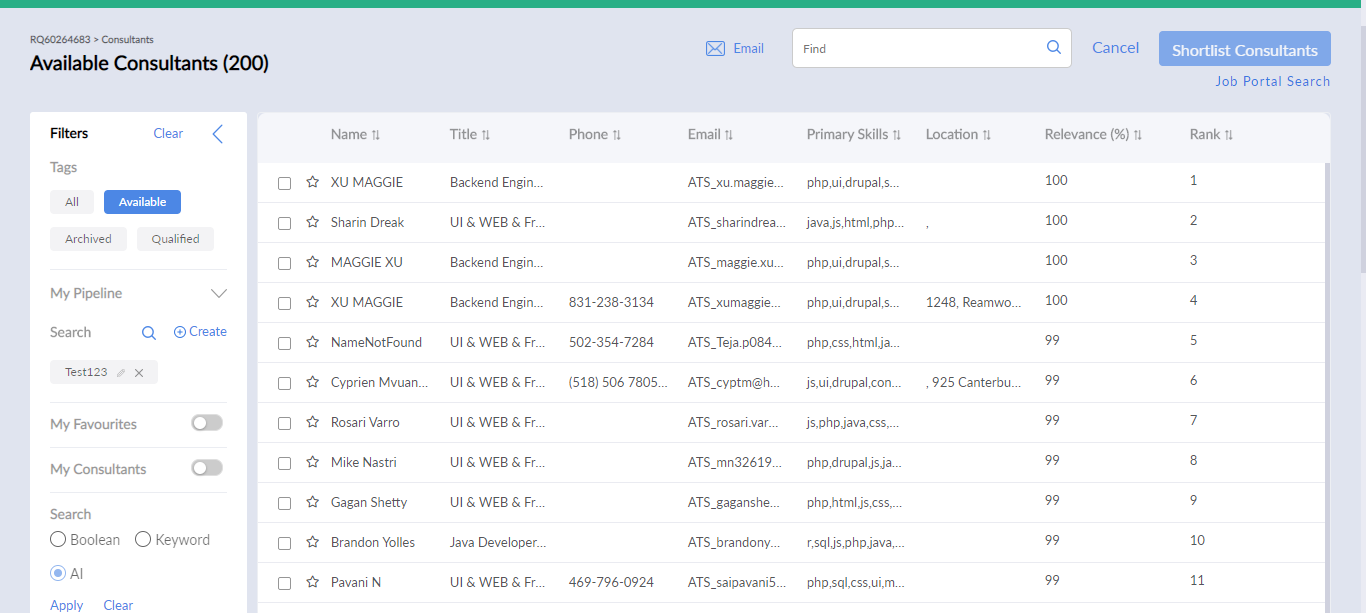 RQ60264683 > Consultants
Available Consultants (200)
Email
Find
Cancel
Shortlist Consultants
Job Portal Search
Filters
Clear
Tags
All
Available
Archived
Qualified
My Pipeline
Search
Create
Test123
My Favourites
My Consultants
Search
Boolean
Keyword
AI
Apply
Clear
Name Title Phone Email Primary Skills Location Relevance (%) Rank
XU MAGGIE Backend Engin... ATS_xu.maggie... php,ui,drupal,s... 100 1
Sharin Dreak UI & WEB & Fr... ATS_sharindrea... java,js,html,php... , 100 2
MAGGIE XU Backend Engin... ATS_maggie.xu... php,ui,drupal,s... 100 3
XU MAGGIE Backend Engin... 831-238-3134 ATS_xumaggie... php,ui,drupal,s... 1248, Reamwo... 100 4
NameNotFound UI & WEB & Fr... 502-354-7284 ATS_Teja.p084... php,css,html,ja... 99 5
Cyprien Mvuan... UI & WEB & Fr... (518) 506 7805... ATS_cyptm@h... js,ui,drupal,con... , 925 Canterbu... 99 6
Rosari Varro UI & WEB & Fr... ATS_rosari.var... js,php,java,css,... 99 7
Mike Nastri UI & WEB & Fr... ATS_mn32619... php,drupal,js,ja... 99 8
Gagan Shetty UI & WEB & Fr... ATS_gaganshe... php,html,js,css,... 99 9
Brandon Yolles Java Developer... ATS_brandony... r,sql,js,php,java,... 99 10
Pavani N UI & WEB & Fr... 469-796-0924 ATS_saipavani5... php,sql,css,ui,m... 99 11